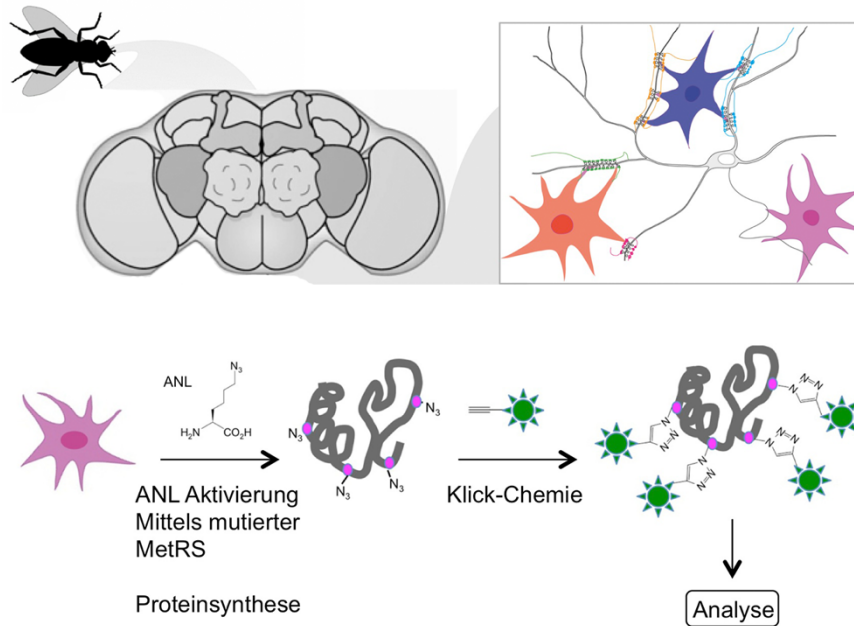 ANL
N₃
H₂N
CO₂H
ANL Aktivierung
Mittels mutierter
MetRS
Proteinsynthese
N₃
N₃
N₃
N₃
Klick-Chemie
N
N=N
N
N=N
N
N=N
N
N=N
Analyse